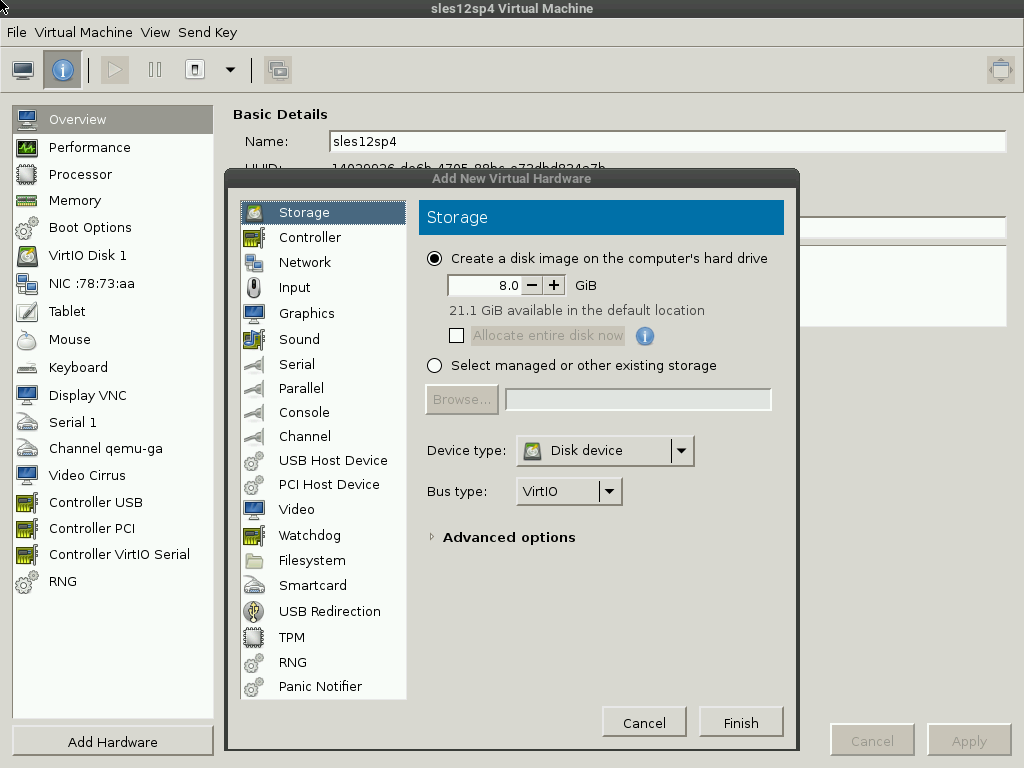 sles12sp4 Virtual Machine
File Virtual Machine View Send Key
Overview
Performance
Processor
Memory
Boot Options
VirtIO Disk 1
NIC :78:73:aa
Tablet
Mouse
Keyboard
Display VNC
Serial 1
Channel qemu-ga
Video Cirrus
Controller USB
Controller PCI
Controller VirtIO Serial
RNG
Add Hardware
Basic Details
Name: sles12sp4
Add New Virtual Hardware
Storage
Controller
Network
Input
Graphics
Sound
Serial
Parallel
Console
Channel
USB Host Device
PCI Host Device
Video
Watchdog
Filesystem
Smartcard
USB Redirection
TPM
RNG
Panic Notifier
Storage
Create a disk image on the computer's hard drive
8.0 GiB
21.1 GiB available in the default location
Allocate entire disk now
Select managed or other existing storage
Browse...
Device type: Disk device
Bus type: VirtIO
Advanced options
Cancel Finish
Cancel Apply